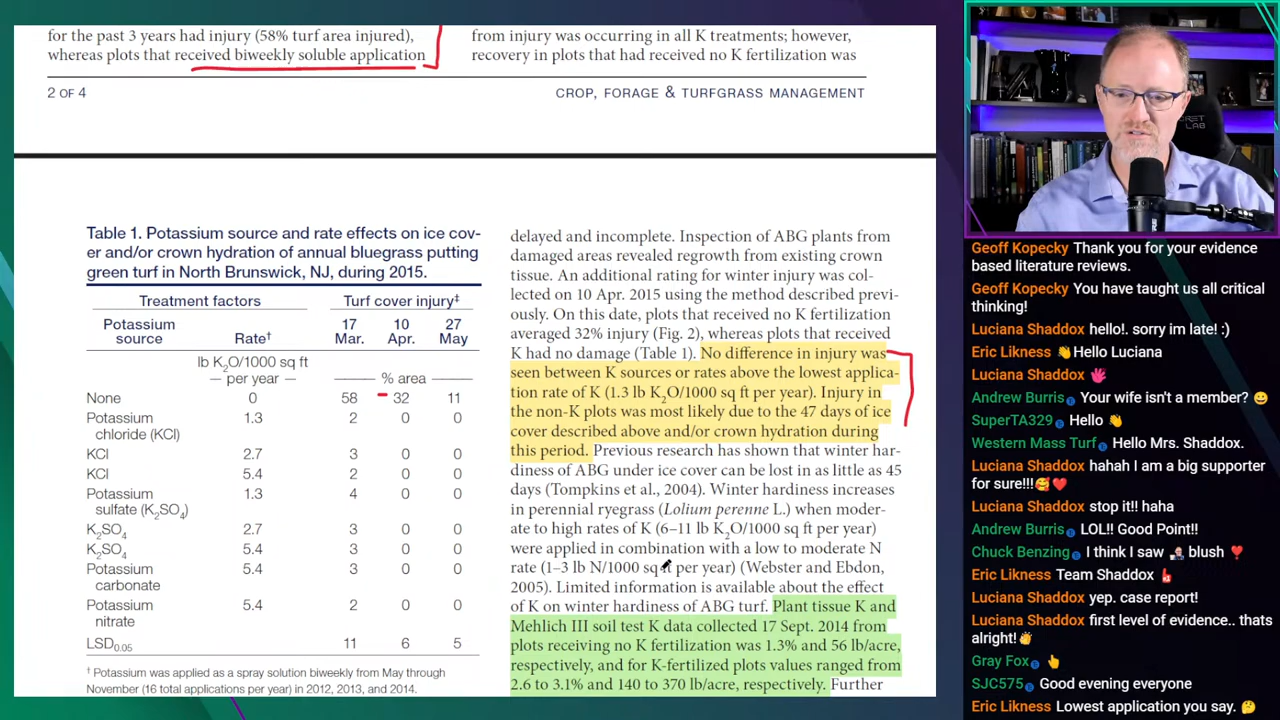 for the past 3 years had injury (58% turf area injured),
whereas plots that received biweekly soluble application
from injury was occurring in all K treatments; however,
recovery in plots that had received no K fertilization was
2 OF 4
CROP, FORAGE & TURFGRASS MANAGEMENT
Table 1. Potassium source and rate effects on ice cov-
er and/or crown hydration of annual bluegrass putting
green turf in North Brunswick, NJ, during 2015.
Treatment factors Turf cover injury‡
Potassium source Rate† 17 Mar. 10 Apr. 27 May
lb K₂O/1000 sq ft per year % area
None 0 58 32 11
Potassium chloride (KCl) 1.3 2 0 0
KCl 2.7 3 0 0
KCl 5.4 2 0 0
Potassium sulfate (K₂SO₄) 1.3 4 0 0
K₂SO₄ 2.7 3 0 0
K₂SO₄ 5.4 3 0 0
Potassium carbonate 5.4 3 0 0
Potassium nitrate 5.4 2 0 0
LSD0.05 11 6 5
† Potassium was applied as a spray solution biweekly from May through
November (16 total applications per year) in 2012, 2013, and 2014.
delayed and incomplete. Inspection of ABG plants from
damaged areas revealed regrowth from existing crown
tissue. An additional rating for winter injury was col-
lected on 10 Apr. 2015 using the method described previ-
ously. On this date, plots that received no K fertilization
averaged 32% injury (Fig. 2), whereas plots that received
K had no damage (Table 1). No difference in injury was
seen between K sources or rates above the lowest applica-
tion rate of K (1.3 lb K₂O/1000 sq ft per year). Injury in
the non-K plots was most likely due to the 47 days of ice
cover described above and/or crown hydration during
this period. Previous research has shown that winter har-
diness of ABG under ice cover can be lost in as little as 45
days (Tompkins et al., 2004). Winter hardiness increases
in perennial ryegrass (Lolium perenne L.) when moder-
ate to high rates of K (6–11 lb K₂O/1000 sq ft per year)
were applied in combination with a low to moderate N
rate (1–3 lb N/1000 sq ft per year) (Webster and Ebdon,
2005). Limited information is available about the effect
of K on winter hardiness of ABG turf. Plant tissue K and
Mehlich III soil test K data collected 17 Sept. 2014 from
plots receiving no K fertilization was 1.3% and 56 lb/acre,
respectively, and for K-fertilized plots values ranged from
2.6 to 3.1% and 140 to 370 lb/acre, respectively. Further
RET
LAB
Geoff Kopecky Thank you for your evidence
based literature reviews.
Geoff Kopecky You have taught us all critical
thinking!
Luciana Shaddox hello!. sorry im late! :)
Eric Likness 👋Hello Luciana
Luciana Shaddox 🤚
Andrew Burris Your wife isn't a member? 😀
SuperTA329 Hello 👋
Western Mass Turf Hello Mrs. Shaddox.
Luciana Shaddox hahah I am a big supporter
for sure!!!🥰❤️
Luciana Shaddox stop it!! haha
Andrew Burris LOL!! Good Point!!
Chuck Benzing I think I saw blush ❣️
Eric Likness Team Shaddox
Luciana Shaddox yep. case report!
Luciana Shaddox first level of evidence.. thats
alright!👏
Gray Fox 👆
SJC575 Good evening everyone
Eric Likness Lowest application you say. 🤔